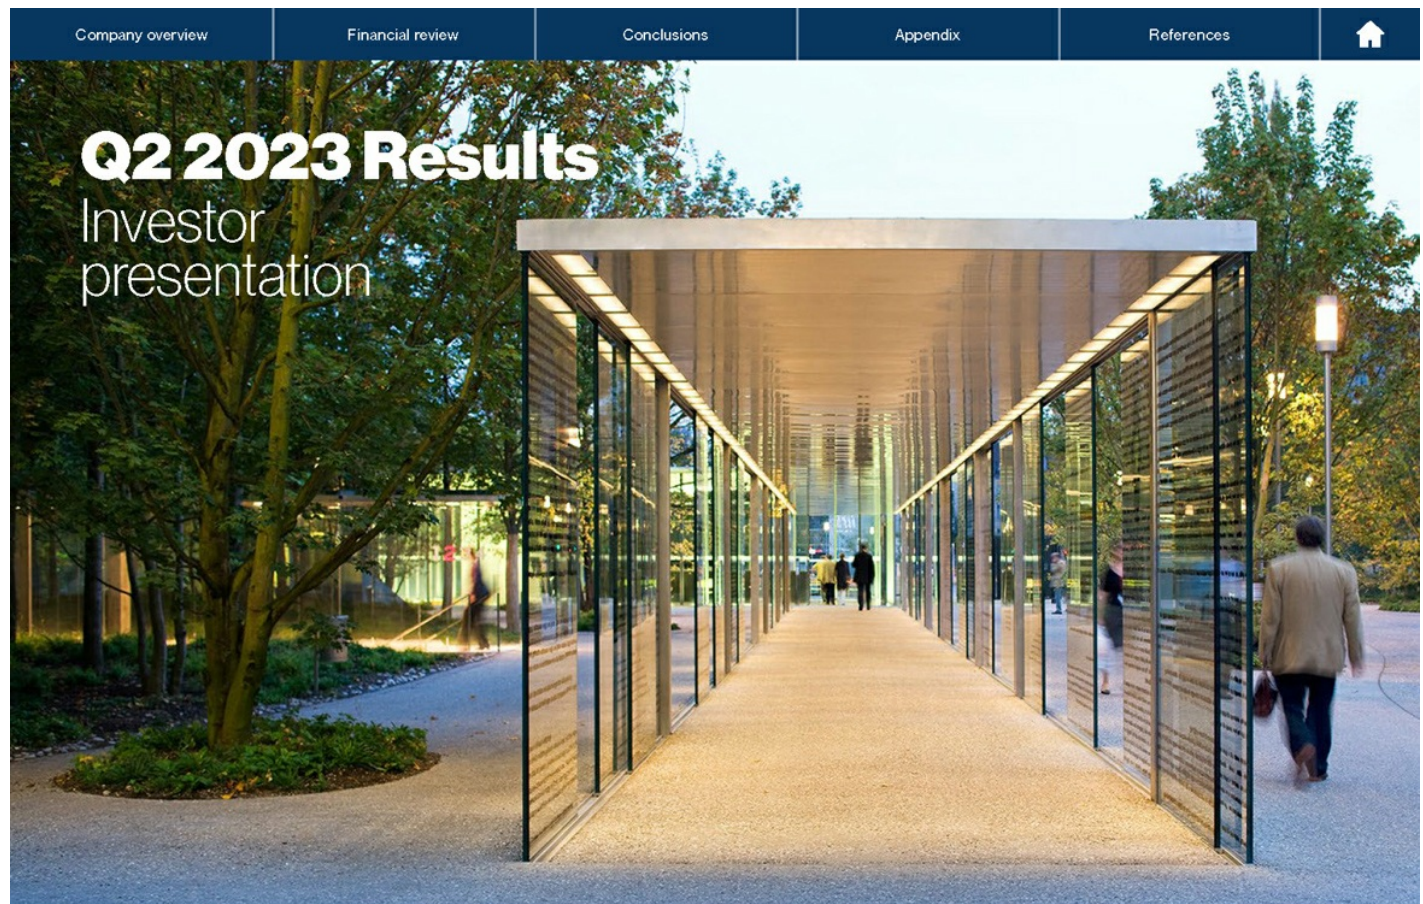 Company overview
Financial review
Conclusions
Appendix
References
Q2 2023 Results
Investor
presentation